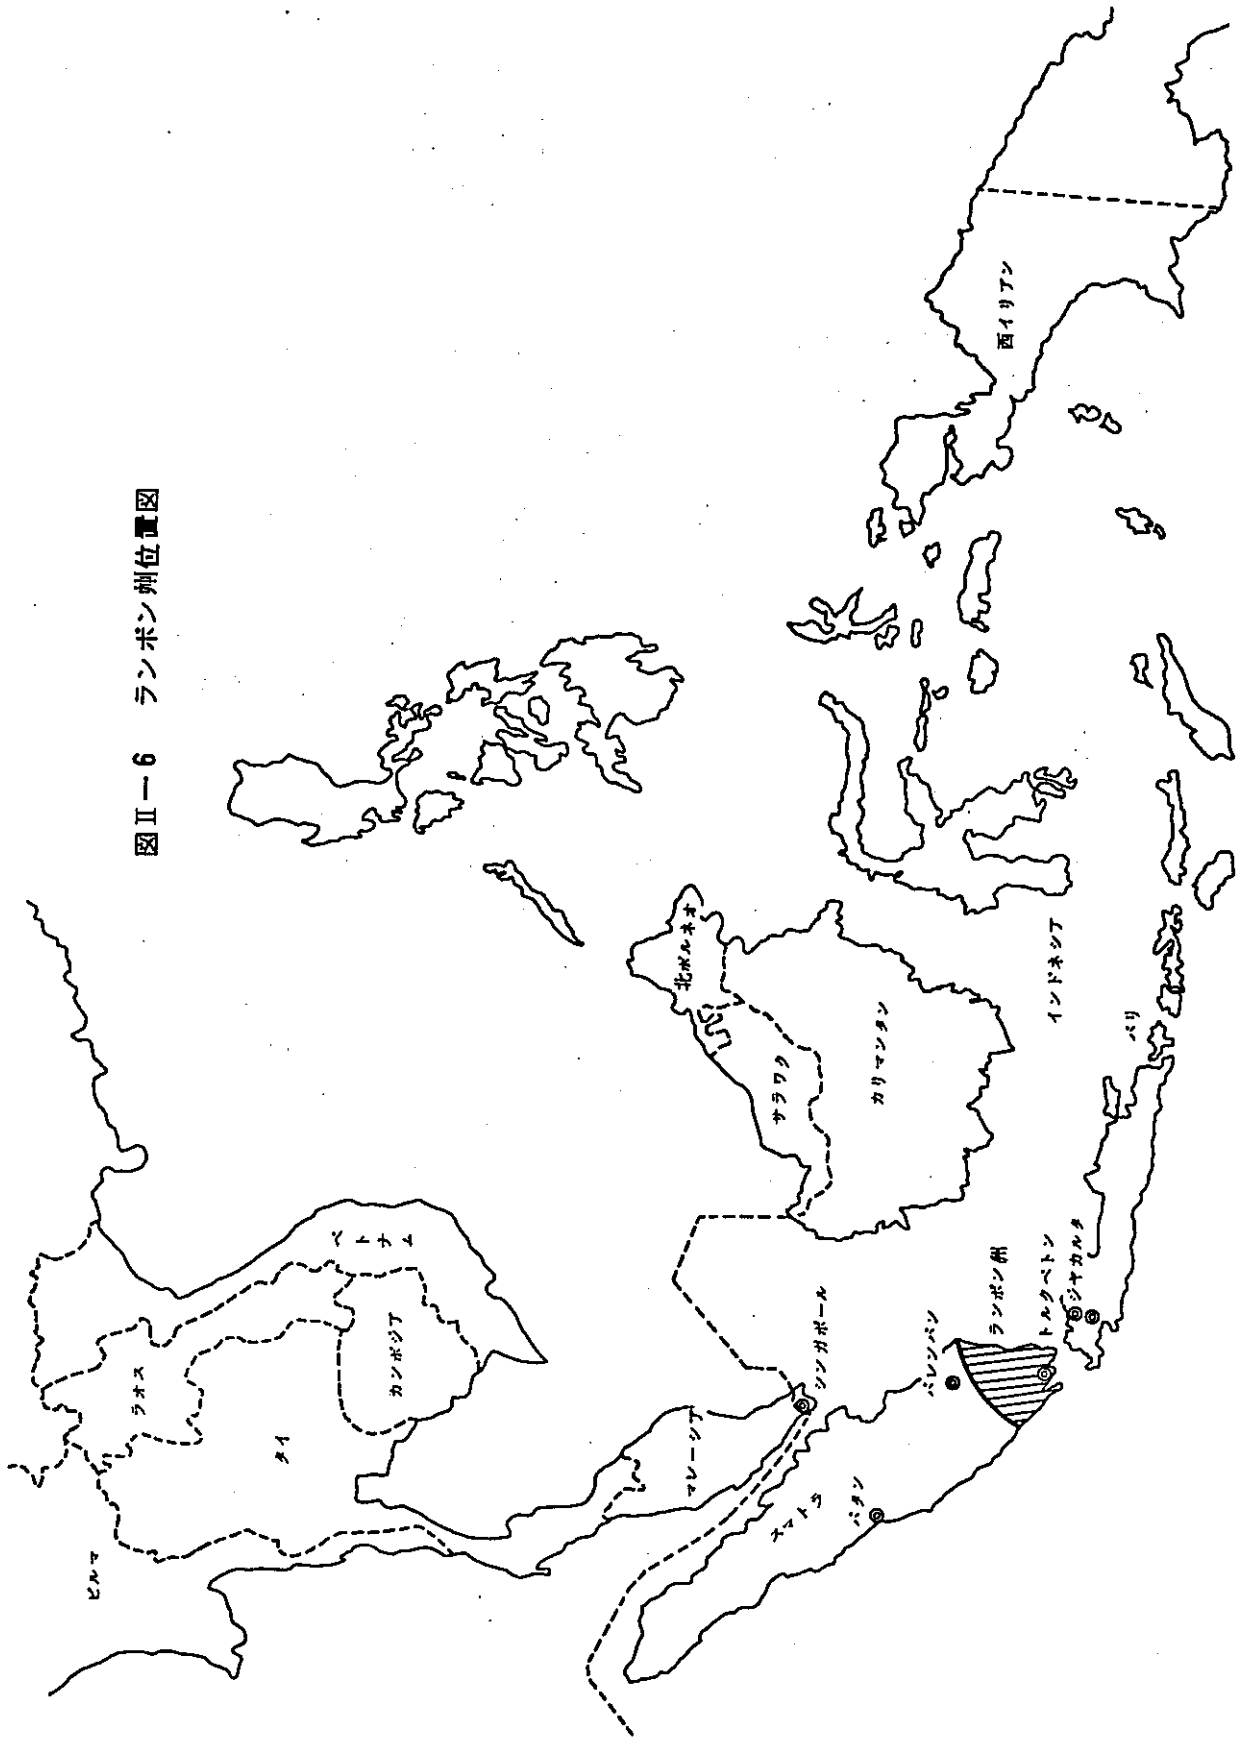 図Ⅱ－6　ランポン州位置図
ビルマ
ラオス
タイ
ベトナム
カンボジア
マレーシア
シンガポール
スマトラ
パタン
パレンバン
ランポン州
トルクベトン
ジヤカルタ
北ボルネオ
サラワク
カリマンタン
インドネシア
バリ
西イリアン